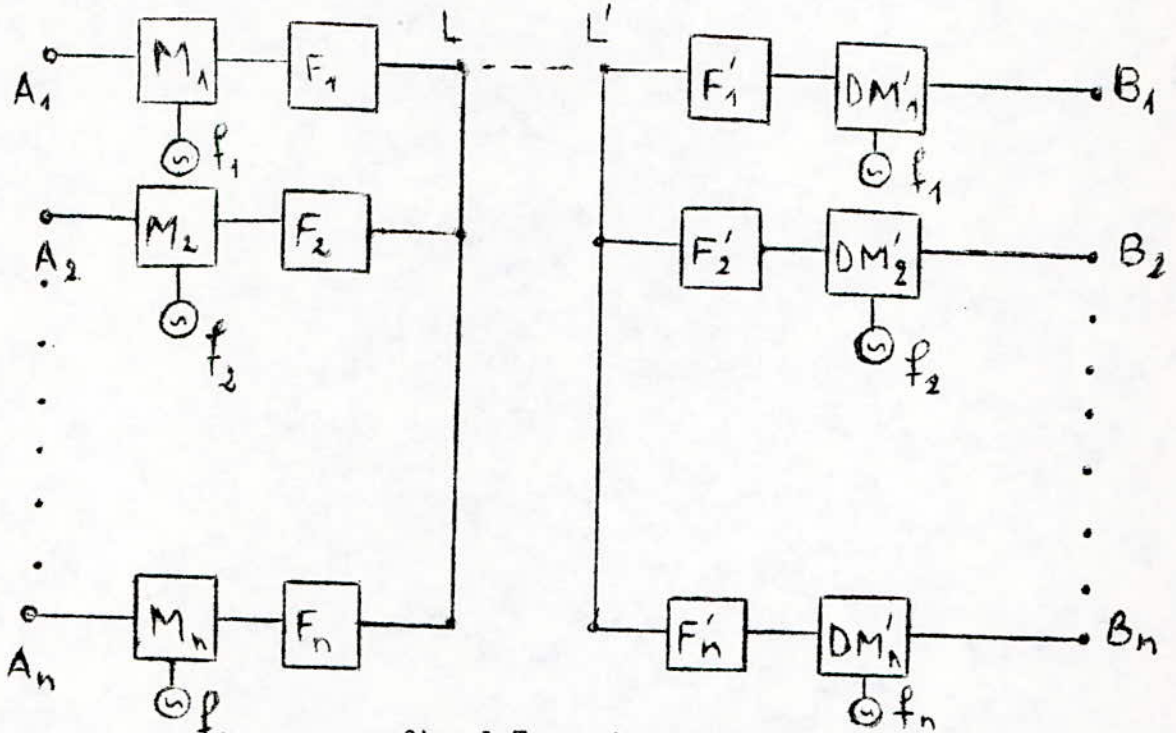 L L'
A₁ M₁ F₁ F'₁ DM'₁ B₁
f₁ f₁
A₂ M₂ F₂ F'₂ DM'₂ B₂
f₂ f₂
Aₙ Mₙ Fₙ F'ₙ DM'ₙ Bₙ
f fₙ